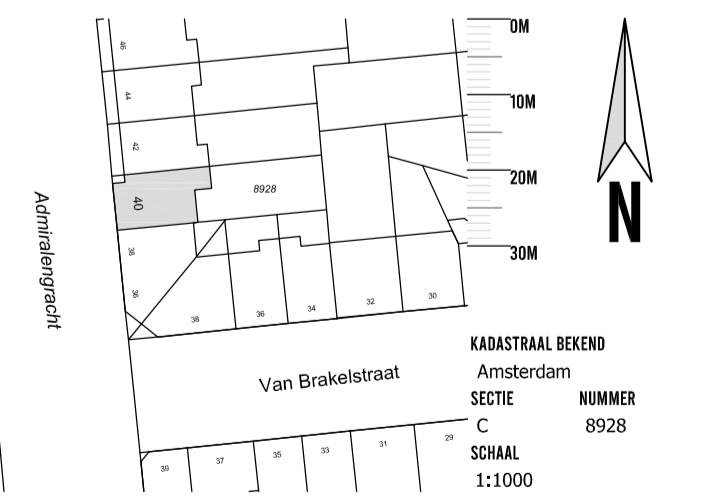 46
44
42
40
8928
38
36
Admiralengracht
38
36
34
32
30
Van Brakelstraat
39
37
35
33
31
29
0M
10M
20M
30M
N
KADASTRAAL BEKEND
Amsterdam
SECTIE NUMMER
C 8928
SCHAAL
1:1000